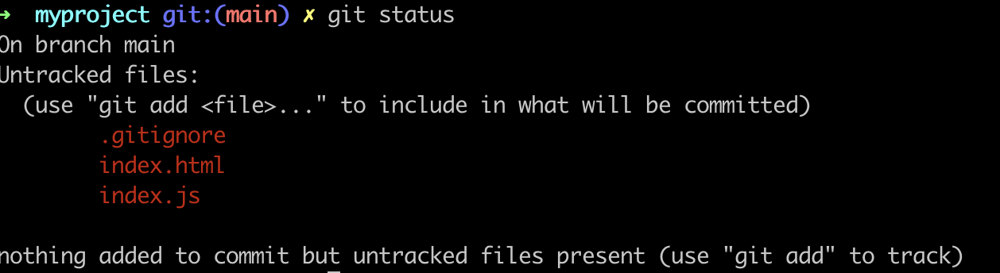 ➜ myproject git:(main) ✗ git status
On branch main
Untracked files:
  (use "git add <file>..." to include in what will be committed)
        .gitignore
        index.html
        index.js

nothing added to commit but untracked files present (use "git add" to track)